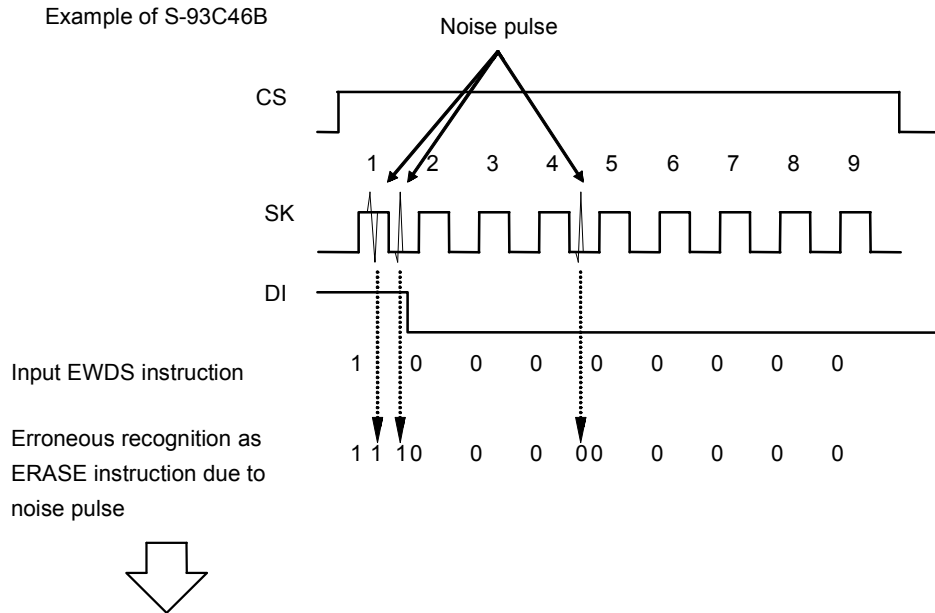 Example of S-93C46B
Noise pulse
CS
1 2 3 4 5 6 7 8 9
SK
DI
Input EWDS instruction 1 0 0 0 0 0 0 0 0
Erroneous recognition as
ERASE instruction due to
noise pulse
1 1 1 0 0 0 0 0 0 0 0 0